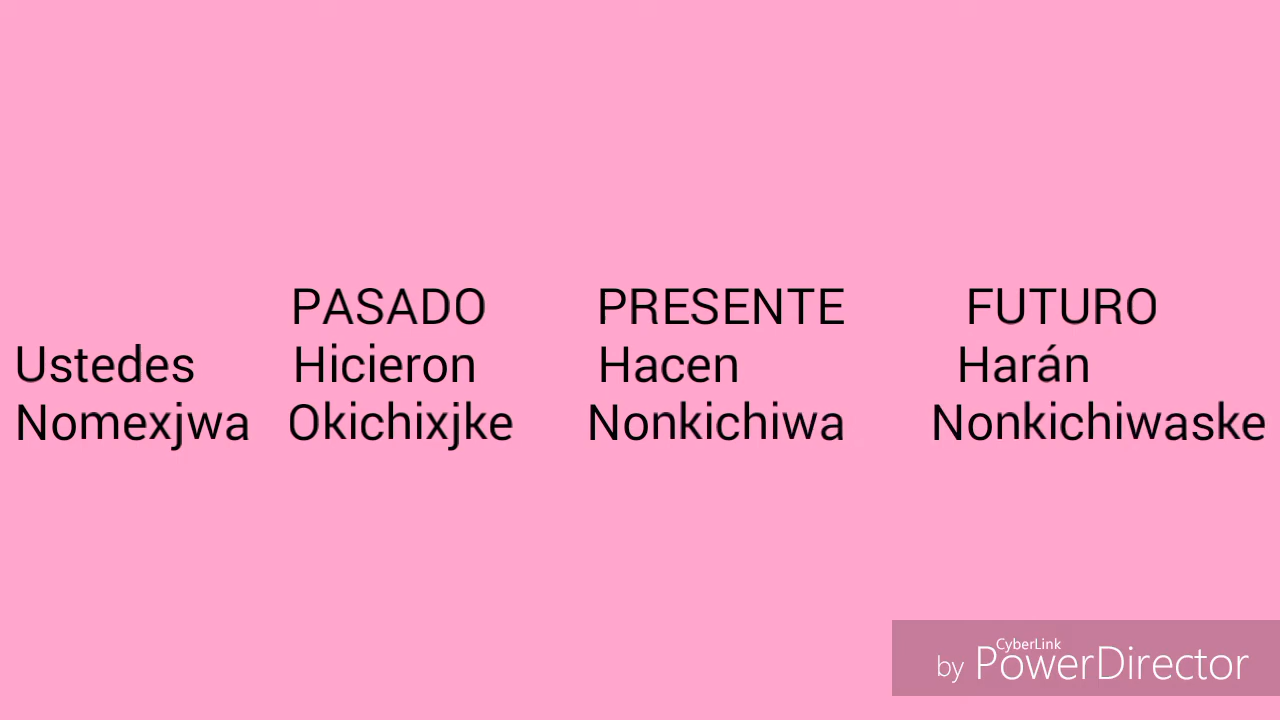 PASADO PRESENTE FUTURO
Ustedes Hicieron Hacen Harán
Nomexjwa Okichixjke Nonkichiwa Nonkichiwaske
CyberLink
by PowerDirector